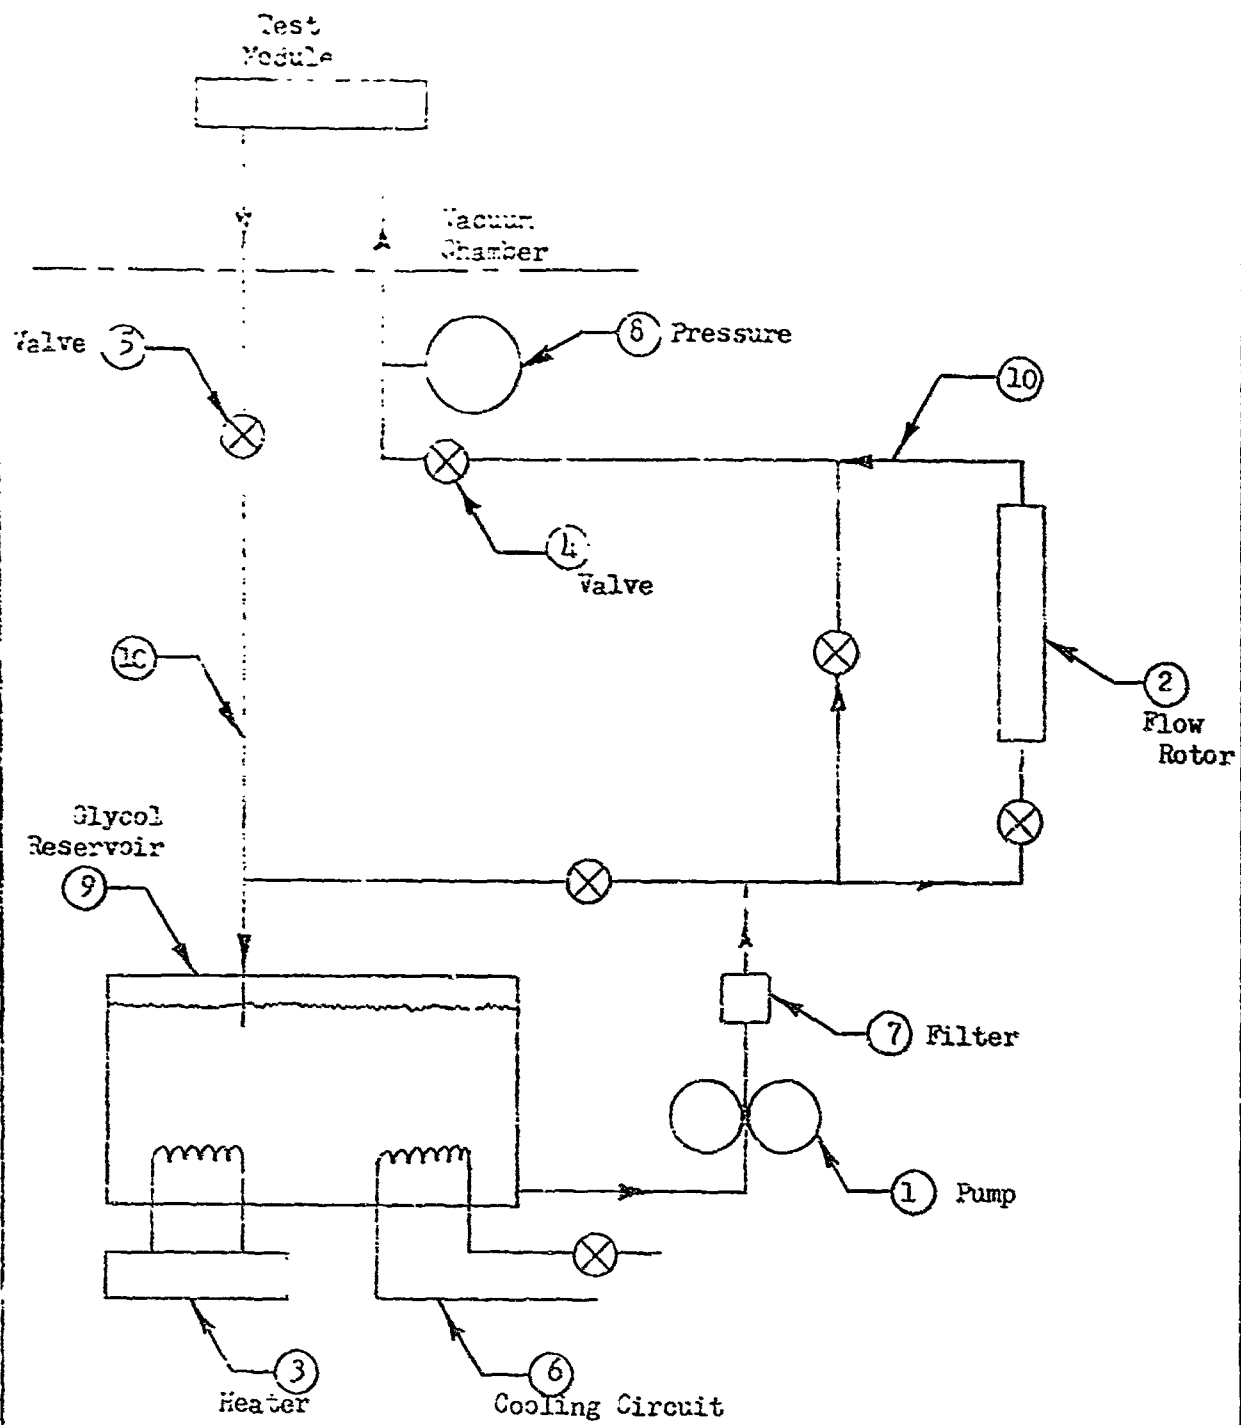 Test
Module
Vacuum
Chamber
Valve 5
8 Pressure
10
4
Valve
10
2
Flow
Rotor
Glycol
Reservoir
9
7 Filter
1 Pump
3
Heater
6
Cooling Circuit